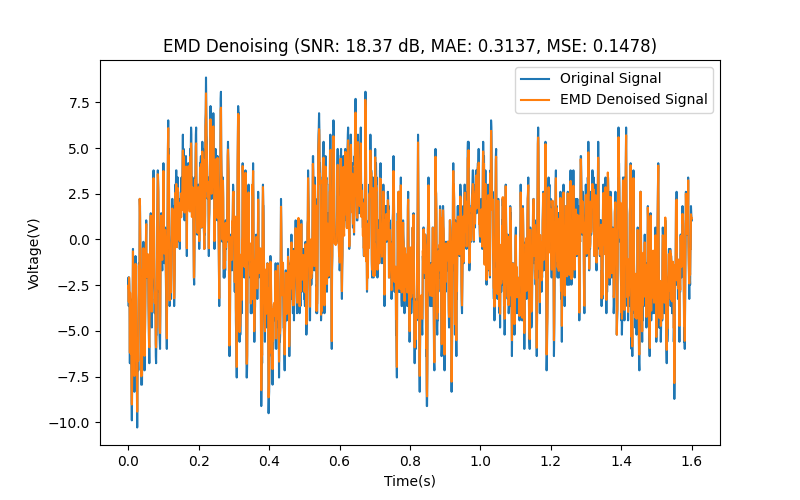 EMD Denoising (SNR: 18.37 dB, MAE: 0.3137, MSE: 0.1478)
Original Signal
EMD Denoised Signal
7.5
5.0
2.5
0.0
−2.5
−5.0
−7.5
−10.0
Voltage(V)
0.0 0.2 0.4 0.6 0.8 1.0 1.2 1.4 1.6
Time(s)